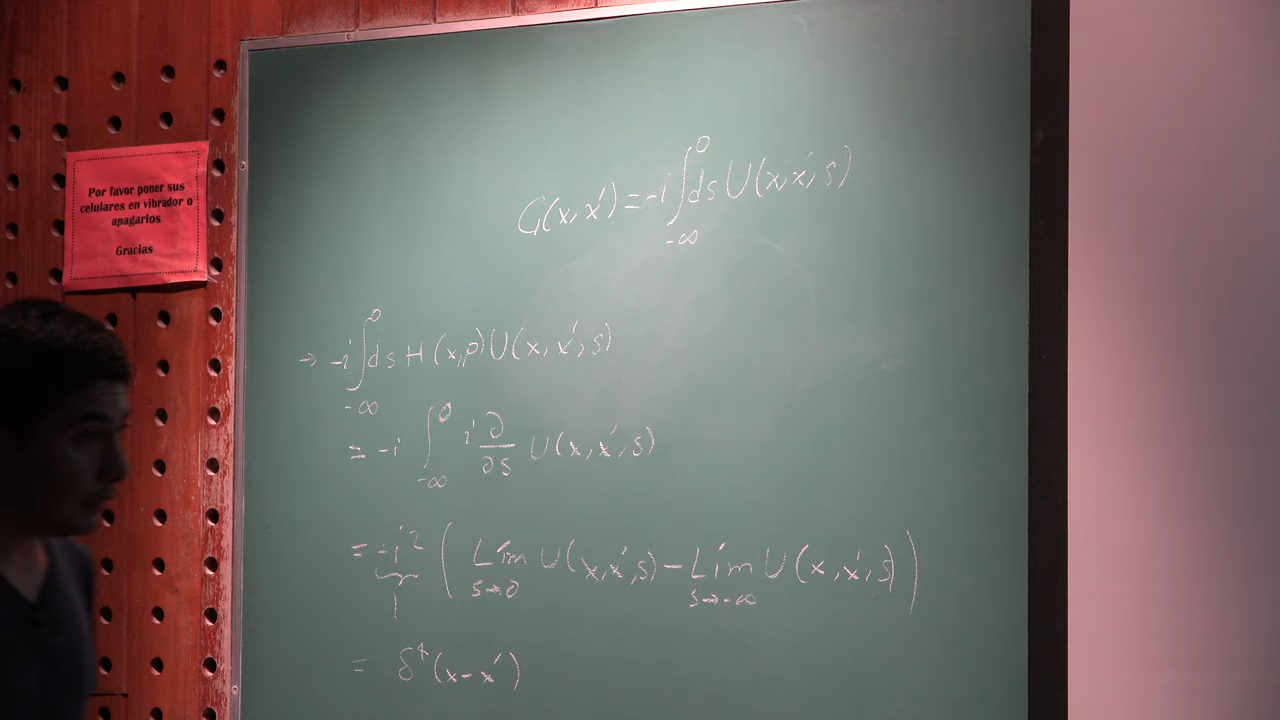 Por favor poner sus
celulares en vibrador o
apagarlos
Gracias
G(x,x') = -i ∫_{-∞}^{0} ds U(x,x',s)
→ -i ∫_{-∞}^{0} ds H(x,p) U(x,x',s)
= -i ∫_{-∞}^{0} i ∂/∂s U(x,x',s)
= -i² ( Lim_{s→0} U(x,x',s) - Lim_{s→-∞} U(x,x',s) )
1
= δ⁴(x-x')